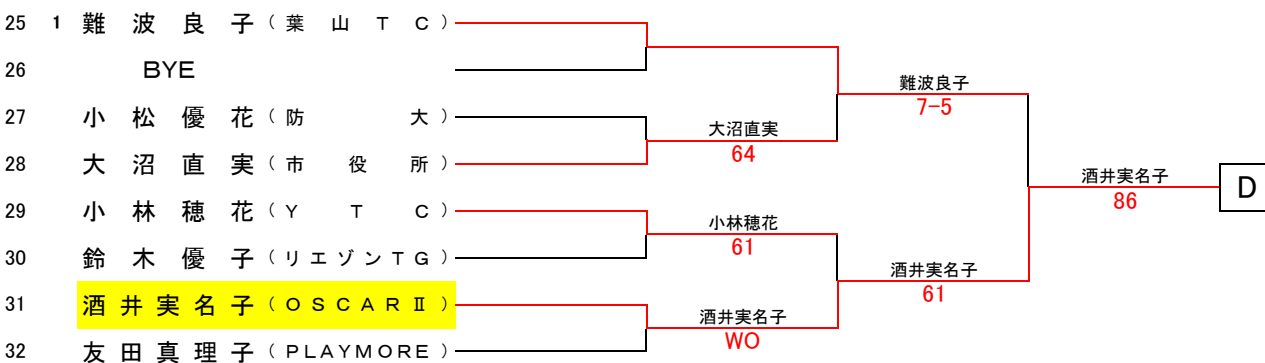 25 1 難波良子(葉山TC)
26 BYE
27 小松優花(防大)
28 大沼直実(市役所)
29 小林穂花(YTC)
30 鈴木優子(リエゾンTG)
31 酒井実名子(OSCARⅡ)
32 友田真理子(PLAYMORE)
大沼直実
64
小林穂花
61
酒井実名子
WO
難波良子
7-5
酒井実名子
61
酒井実名子
86
D